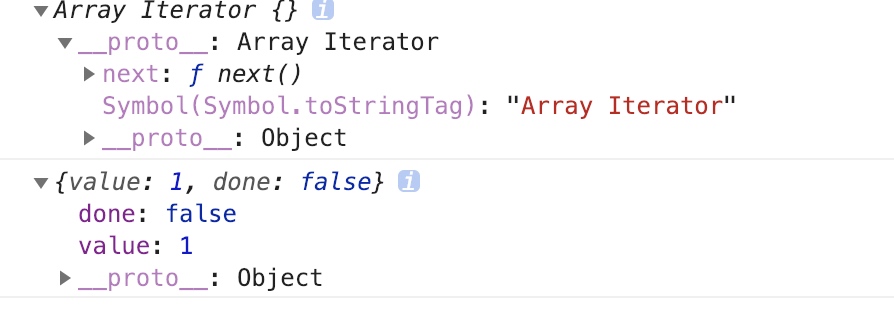 Array Iterator {} i
__proto__: Array Iterator
next: ƒ next()
Symbol(Symbol.toStringTag): "Array Iterator"
__proto__: Object
{value: 1, done: false} i
done: false
value: 1
__proto__: Object